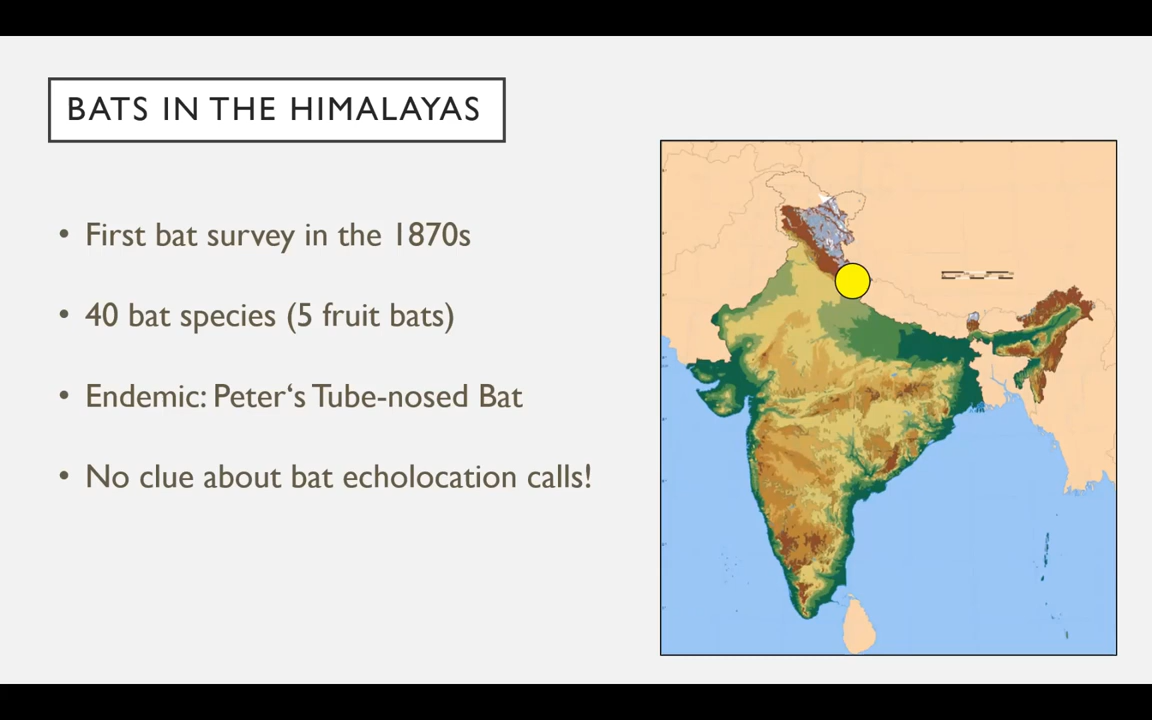 BATS IN THE HIMALAYAS
• First bat survey in the 1870s
• 40 bat species (5 fruit bats)
• Endemic: Peter‘s Tube-nosed Bat
• No clue about bat echolocation calls!